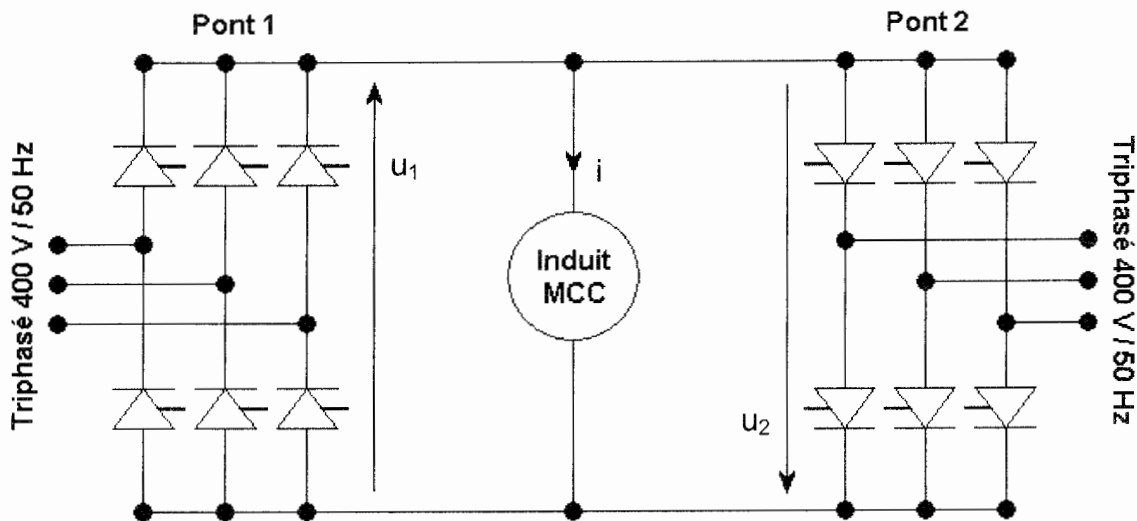 Pont 1
Pont 2
Triphasé 400 V / 50 Hz
u1
i
Induit
MCC
u2
Triphasé 400 V / 50 Hz